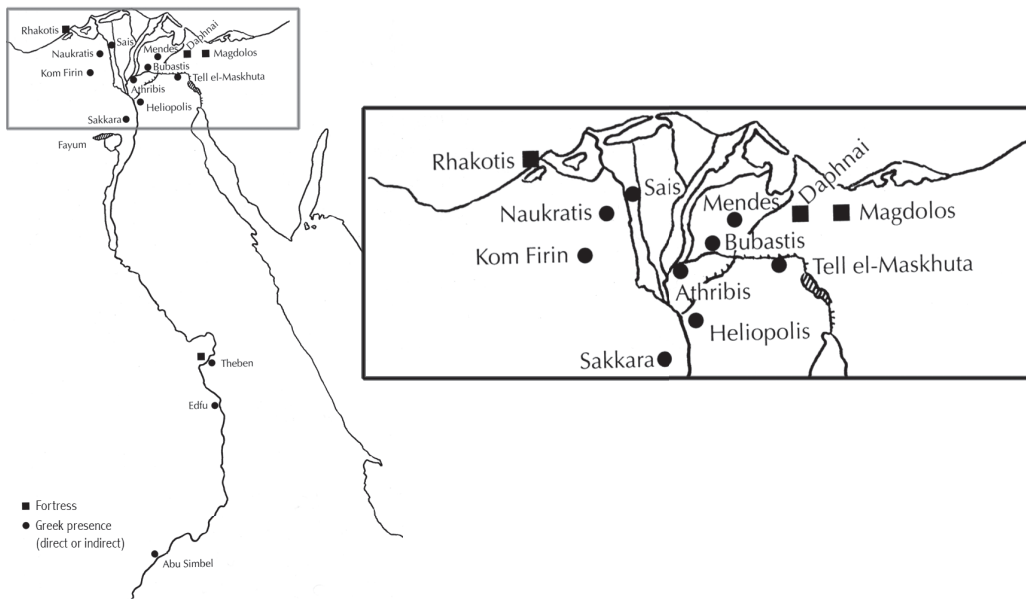 Rhakotis
Sais
Naukratis
Mendes
Daphnai
Magdolos
Kom Firin
Bubastis
Tell el-Maskhuta
Athribis
Heliopolis
Sakkara
Fayum
Theben
Edfu
Abu Simbel
Fortress
Greek presence
(direct or indirect)
Rhakotis
Sais
Naukratis
Mendes
Daphnai
Magdolos
Kom Firin
Bubastis
Tell el-Maskhuta
Athribis
Heliopolis
Sakkara